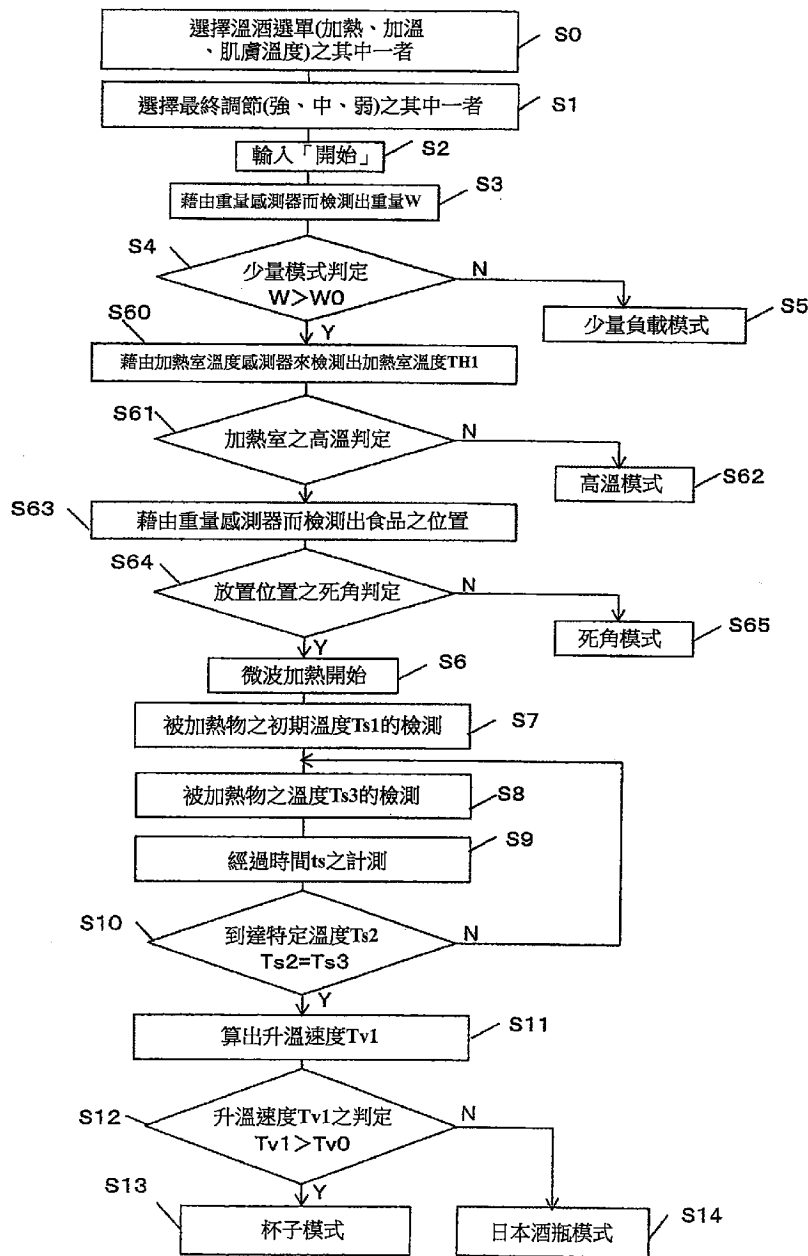 選擇溫酒選單(加熱、加溫
、肌膚溫度)之其中一者
S0
選擇最終調節(強、中、弱)之其中一者
S1
輸入「開始」
S2
藉由重量感測器而檢測出重量W
S3
S4
少量模式判定
W>W0
N
S5
少量負載模式
Y
S60
藉由加熱室溫度感測器來檢測出加熱室溫度TH1
S61
加熱室之高溫判定
N
高溫模式
S62
S63
藉由重量感測器而檢測出食品之位置
S64
放置位置之死角判定
N
死角模式
S65
Y
微波加熱開始
S6
被加熱物之初期溫度Ts1的檢測
S7
被加熱物之溫度Ts3的檢測
S8
經過時間ts之計測
S9
S10
到達特定溫度Ts2
Ts2=Ts3
N
Y
算出升溫速度Tv1
S11
S12
升溫速度Tv1之判定
Tv1>Tv0
N
Y
S13
杯子模式
日本酒瓶模式
S14